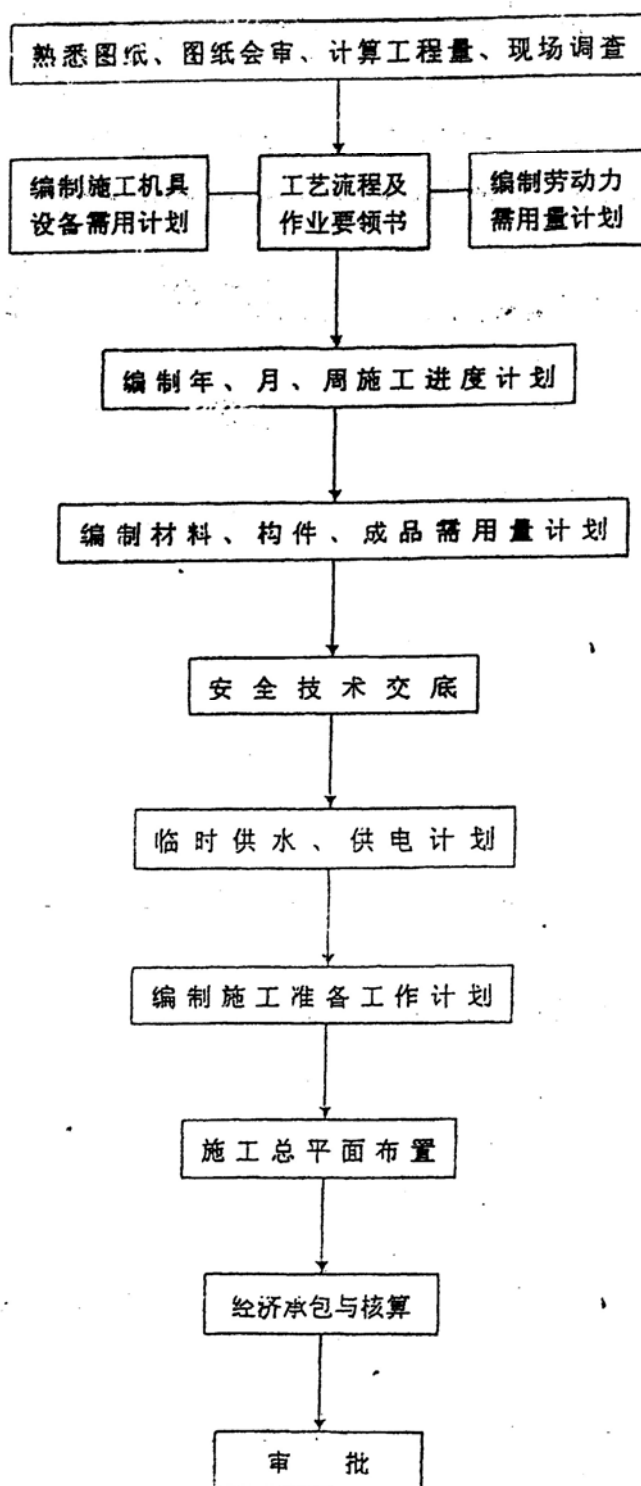 熟悉图纸、图纸会审、计算工程量、现场调查
编制施工机具
设备需用计划
工艺流程及
作业要领书
编制劳动力
需用量计划
编制年、月、周施工进度计划
编制材料、构件、成品需用量计划
安全技术交底
临时供水、供电计划
编制施工准备工作计划
施工总平面布置
经济承包与核算
审批